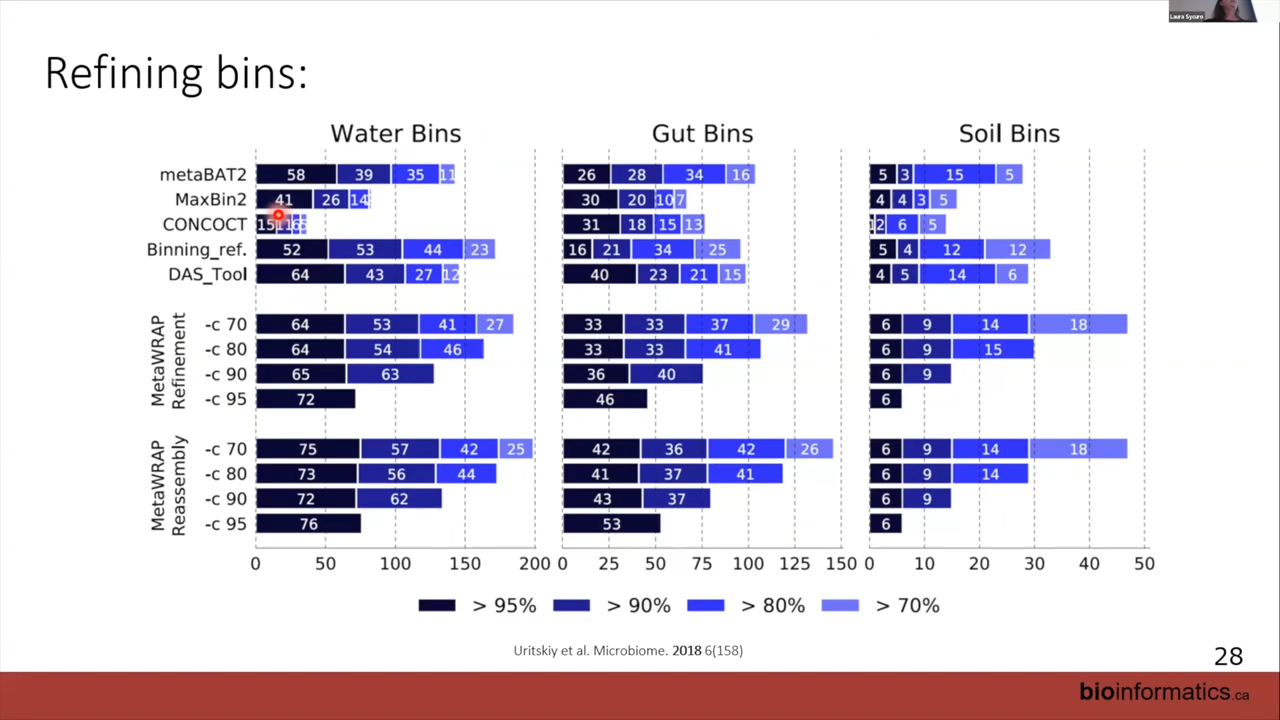 Laura Sycuro
Refining bins:
Water Bins
Gut Bins
Soil Bins
metaBAT2 58 39 35 11 26 28 34 16 5 3 15 5
MaxBin2 41 26 14 30 20 10 7 4 4 3 5
CONCOCT 15 11 6 31 18 15 13 1 2 6 5
Binning_ref. 52 53 44 23 16 21 34 25 5 4 12 12
DAS_Tool 64 43 27 12 40 23 21 15 4 5 14 6
MetaWRAP
Refinement
-c 70 64 53 41 27 33 33 37 29 6 9 14 18
-c 80 64 54 46 33 33 41 6 9 15
-c 90 65 63 36 40 6 9
-c 95 72 46 6
MetaWRAP
Reassembly
-c 70 75 57 42 25 42 36 42 26 6 9 14 18
-c 80 73 56 44 41 37 41 6 9 14
-c 90 72 62 43 37 6 9
-c 95 76 53 6
0 50 100 150 200 0 25 50 75 100 125 150 0 10 20 30 40 50
> 95% > 90% > 80% > 70%
Uritskiy et al. Microbiome. 2018 6(158)
28
bioinformatics.ca